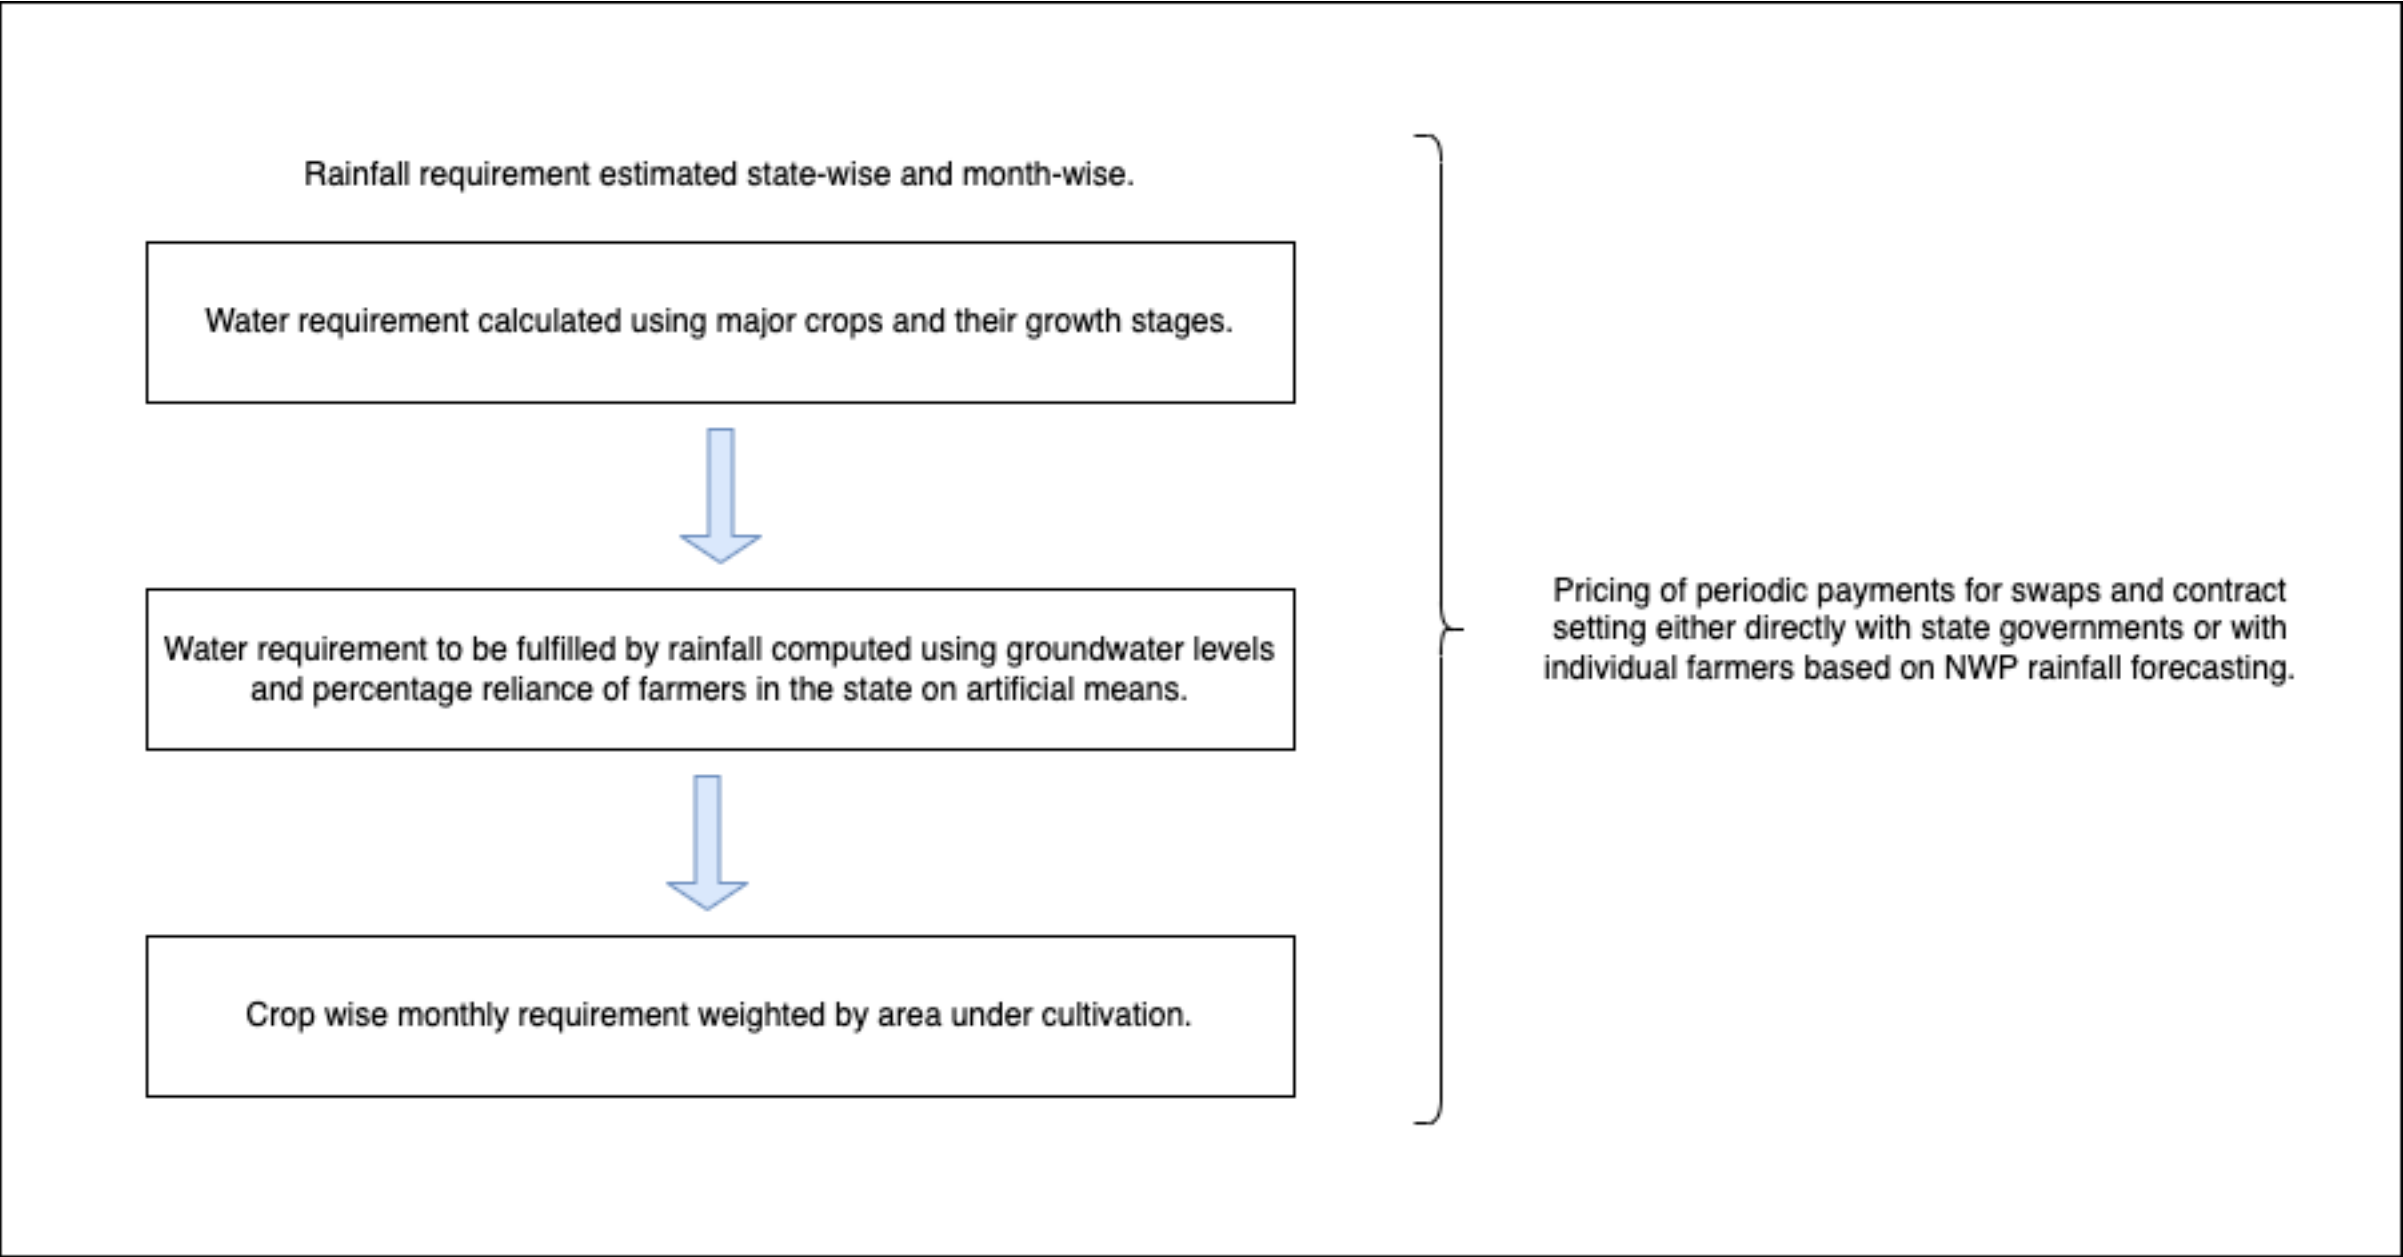 Rainfall requirement estimated state-wise and month-wise.
Water requirement calculated using major crops and their growth stages.
Water requirement to be fulfilled by rainfall computed using groundwater levels
and percentage reliance of farmers in the state on artificial means.
Crop wise monthly requirement weighted by area under cultivation.
Pricing of periodic payments for swaps and contract
setting either directly with state governments or with
individual farmers based on NWP rainfall forecasting.